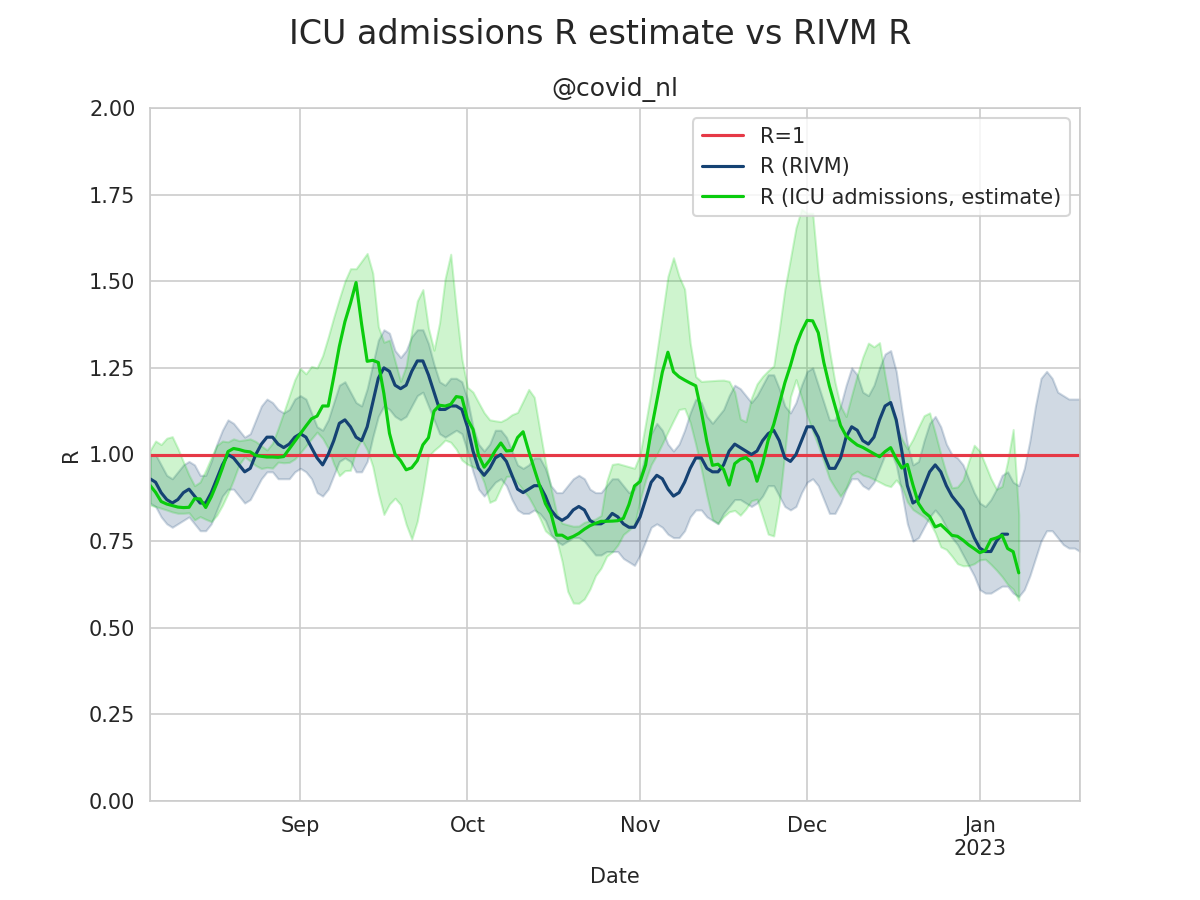 ICU admissions R estimate vs RIVM R
@covid_nl
R=1
R (RIVM)
R (ICU admissions, estimate)
R
2.00
1.75
1.50
1.25
1.00
0.75
0.50
0.25
0.00
Sep
Oct
Nov
Dec
Jan
2023
Date